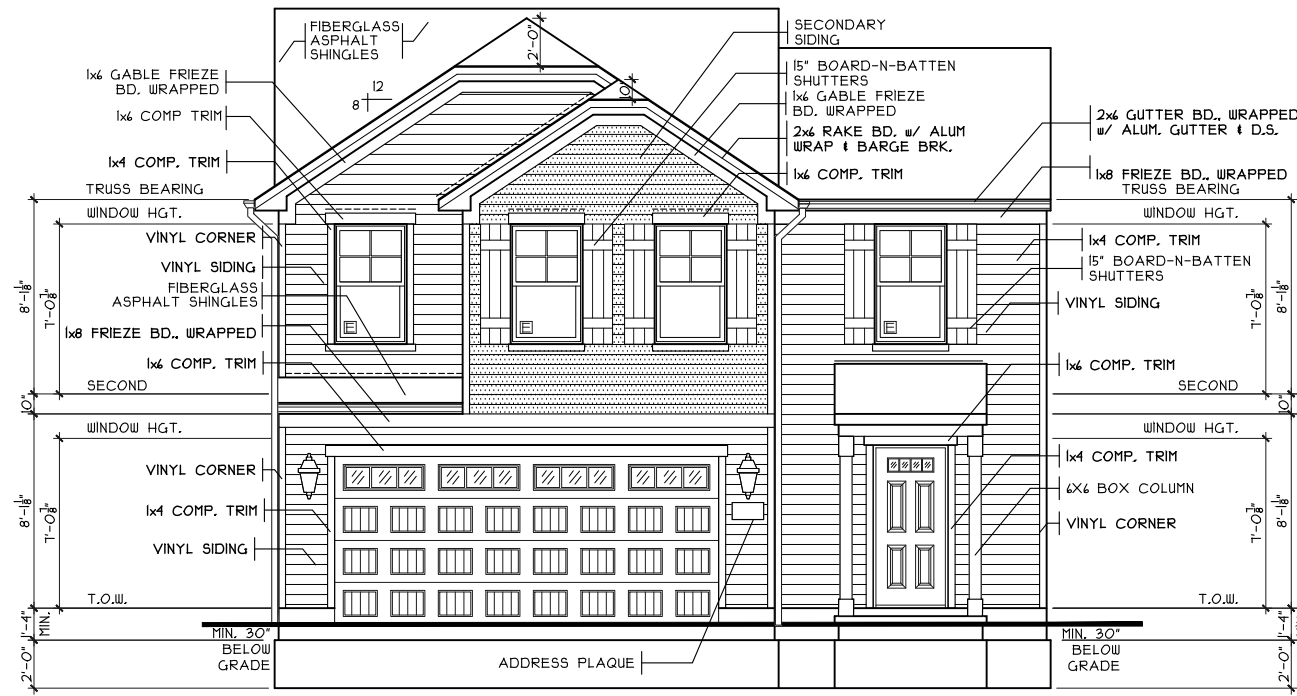 FIBERGLASS
ASPHALT
SHINGLES
2'-0"
SECONDARY
SIDING
12
8
10"
1x6 GABLE FRIEZE
BD. WRAPPED
1x6 COMP TRIM
1x4 COMP. TRIM
TRUSS BEARING
WINDOW HGT.
VINYL CORNER
VINYL SIDING
FIBERGLASS
ASPHALT SHINGLES
1x8 FRIEZE BD.. WRAPPED
1x6 COMP. TRIM
SECOND
WINDOW HGT.
VINYL CORNER
1x4 COMP. TRIM
VINYL SIDING
T.O.W.
MIN. 30"
BELOW
GRADE
8'-1 1/8"
7'-0 7/8"
10"
8'-1 1/8"
7'-0 7/8"
1'-4"
MIN.
2'-0"
E
E
15" BOARD-N-BATTEN
SHUTTERS
1x6 GABLE FRIEZE
BD. WRAPPED
2x6 RAKE BD. w/ ALUM
WRAP & BARGE BRK.
1x6 COMP. TRIM
2x6 GUTTER BD.. WRAPPED
w/ ALUM. GUTTER & D.S.
1x8 FRIEZE BD.. WRAPPED
TRUSS BEARING
WINDOW HGT.
1x4 COMP. TRIM
15" BOARD-N-BATTEN
SHUTTERS
VINYL SIDING
1x6 COMP. TRIM
SECOND
WINDOW HGT.
1x4 COMP. TRIM
6X6 BOX COLUMN
VINYL CORNER
T.O.W.
MIN. 30"
BELOW
GRADE
E
7'-0 7/8"
8'-1 1/8"
10"
7'-0 7/8"
8'-1 1/8"
1'-4"
2'-0"
ADDRESS PLAQUE